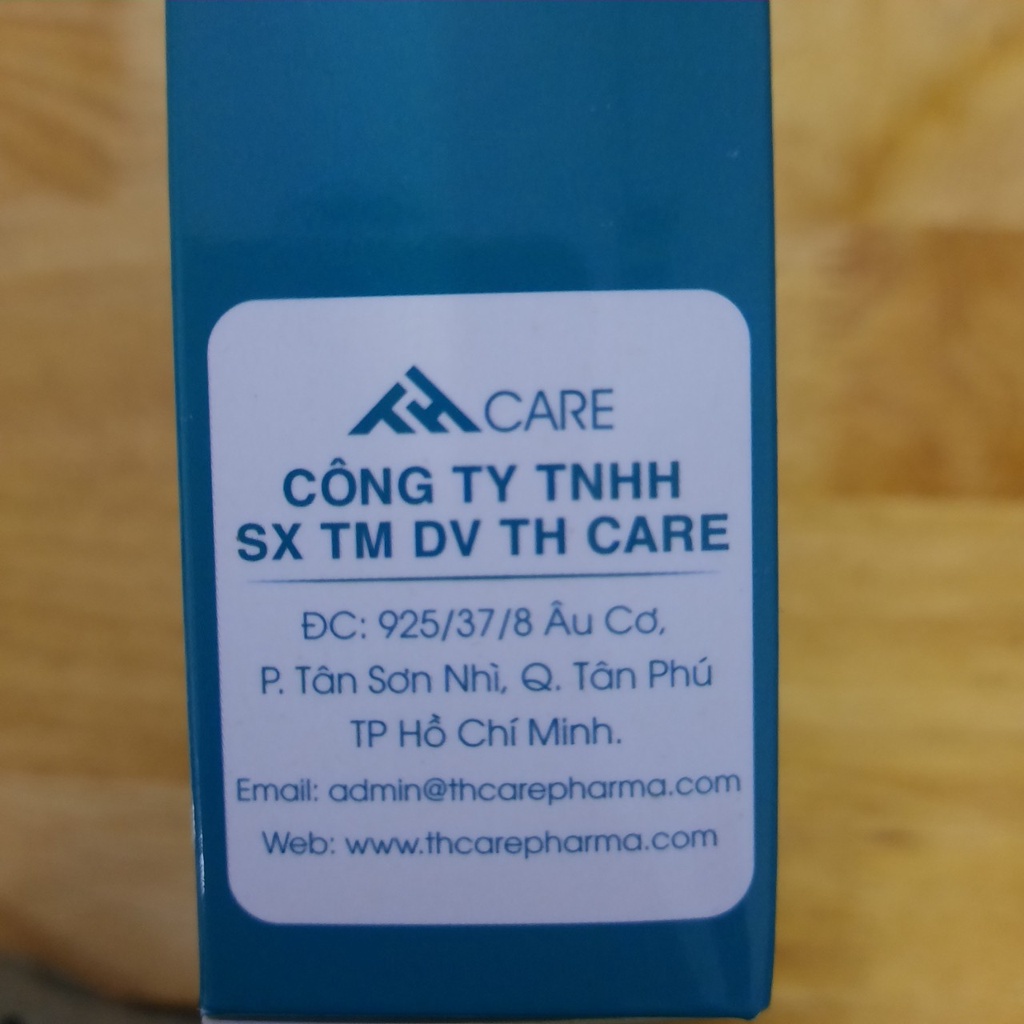 TH CARE
CÔNG TY TNHH
SX TM DV TH CARE
ĐC: 925/37/8 Âu Cơ,
P. Tân Sơn Nhì, Q. Tân Phú
TP Hồ Chí Minh.
Email: admin@thcarepharma.com
Web: www.thcarepharma.com